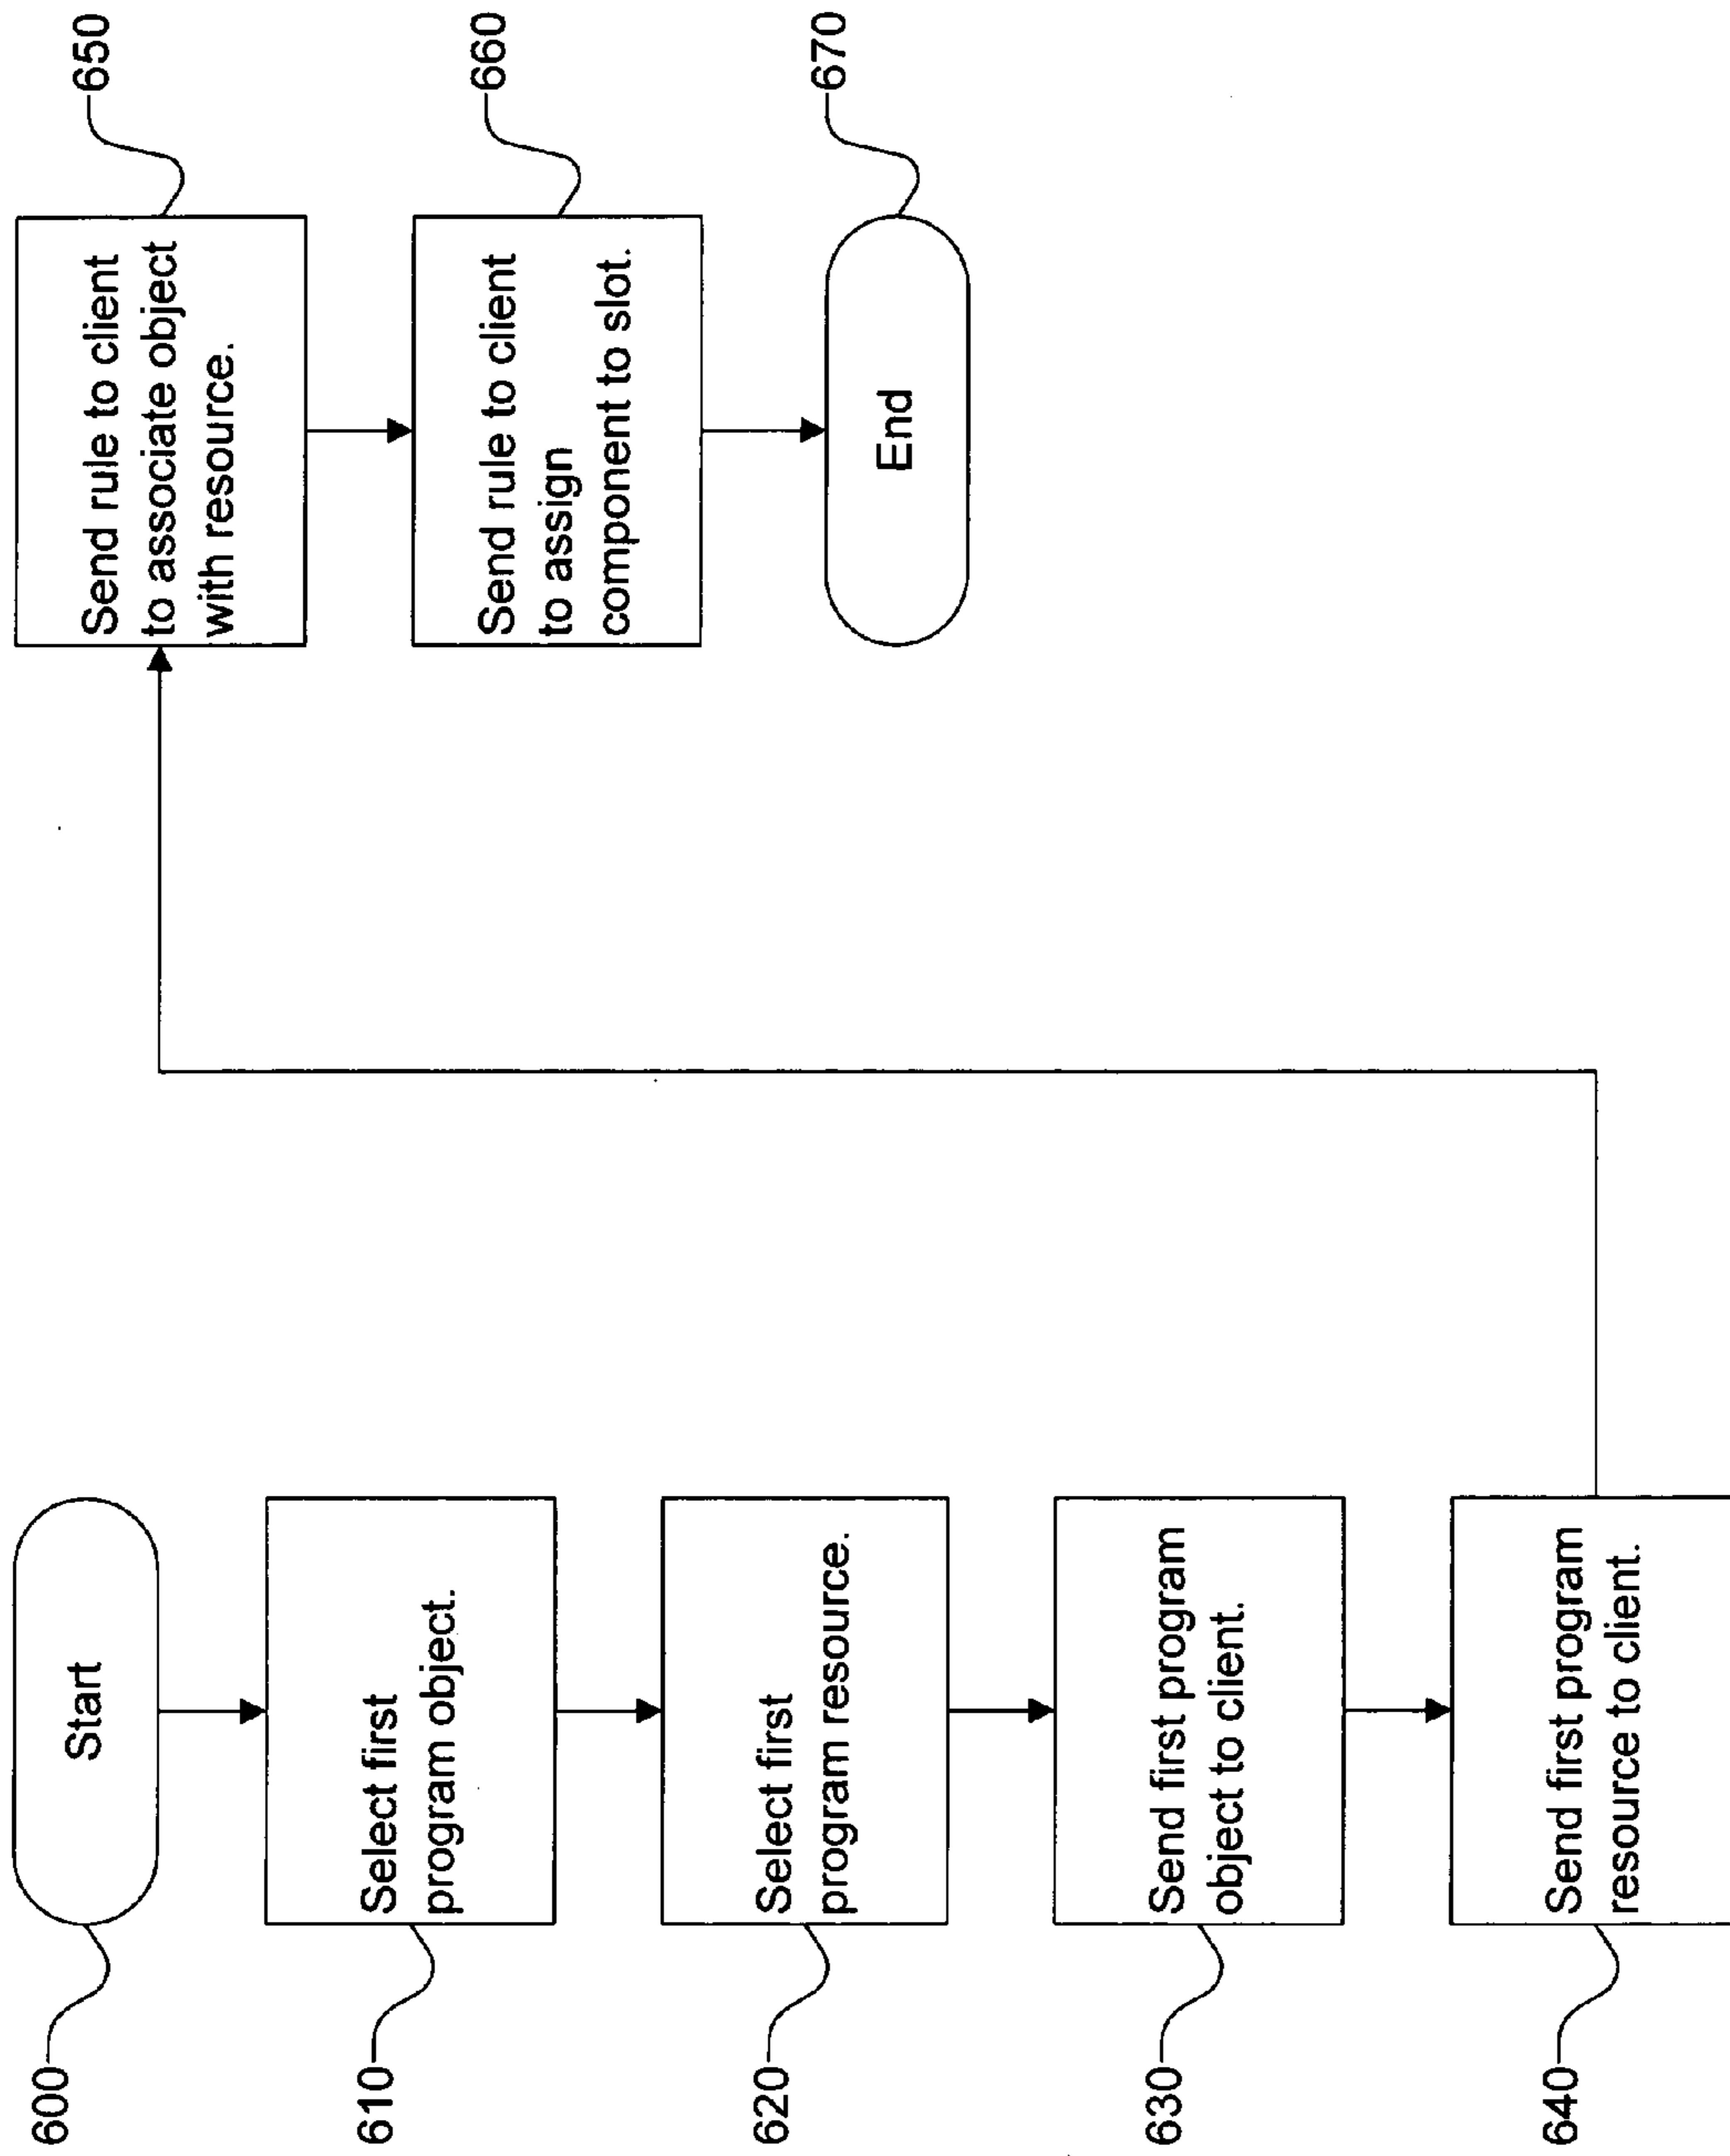 600
Start
610
Select first
program object.
620
Select first
program resource.
630
Send first program
object to client.
640
Send first program
resource to client.
650
Send rule to client
to associate object
with resource.
660
Send rule to client
to assign
component to slot.
670
End